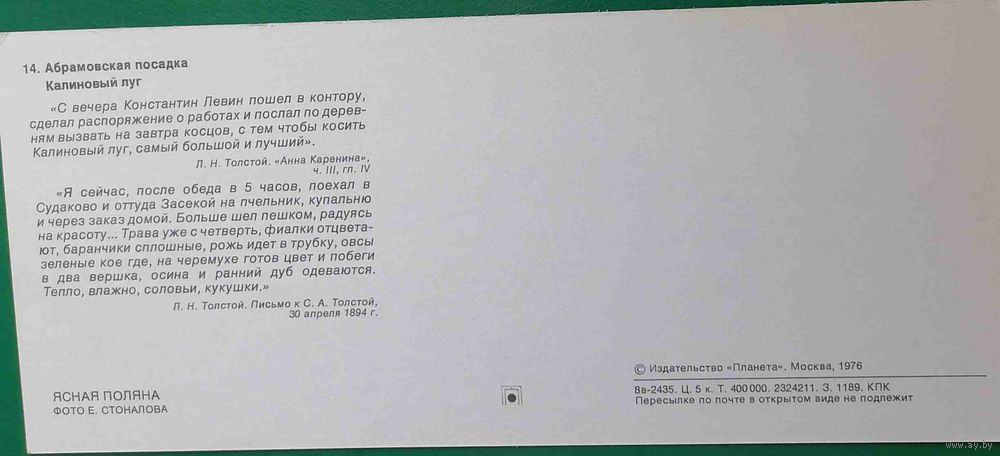 14. Абрамовская посадка
Калиновый луг
«С вечера Константин Левин пошел в контору,
сделал распоряжение о работах и послал по дерев-
ням вызвать на завтра косцов, с тем чтобы косить
Калиновый луг, самый большой и лучший».
Л. Н. Толстой. «Анна Каренина»,
ч. III, гл. IV
«Я сейчас, после обеда в 5 часов, поехал в
Судаково и оттуда Засекой на пчельник, купальню
и через заказ домой. Больше шел пешком, радуясь
на красоту... Трава уже с четверть, фиалки отцвета-
ют, баранчики сплошные, рожь идет в трубку, овсы
зеленые кое где, на черемухе готов цвет и побеги
в два вершка, осина и ранний дуб одеваются.
Тепло, влажно, соловьи, кукушки.»
Л. Н. Толстой. Письмо к С. А. Толстой,
30 апреля 1894 г.
ЯСНАЯ ПОЛЯНА
ФОТО Е. СТОНАЛОВА
© Издательство «Планета». Москва, 1976
8в-2435. Ц. 5 к. Т. 400 000. 2324211. З. 1189. КПК
Пересылке по почте в открытом виде не подлежит
www.ay.by